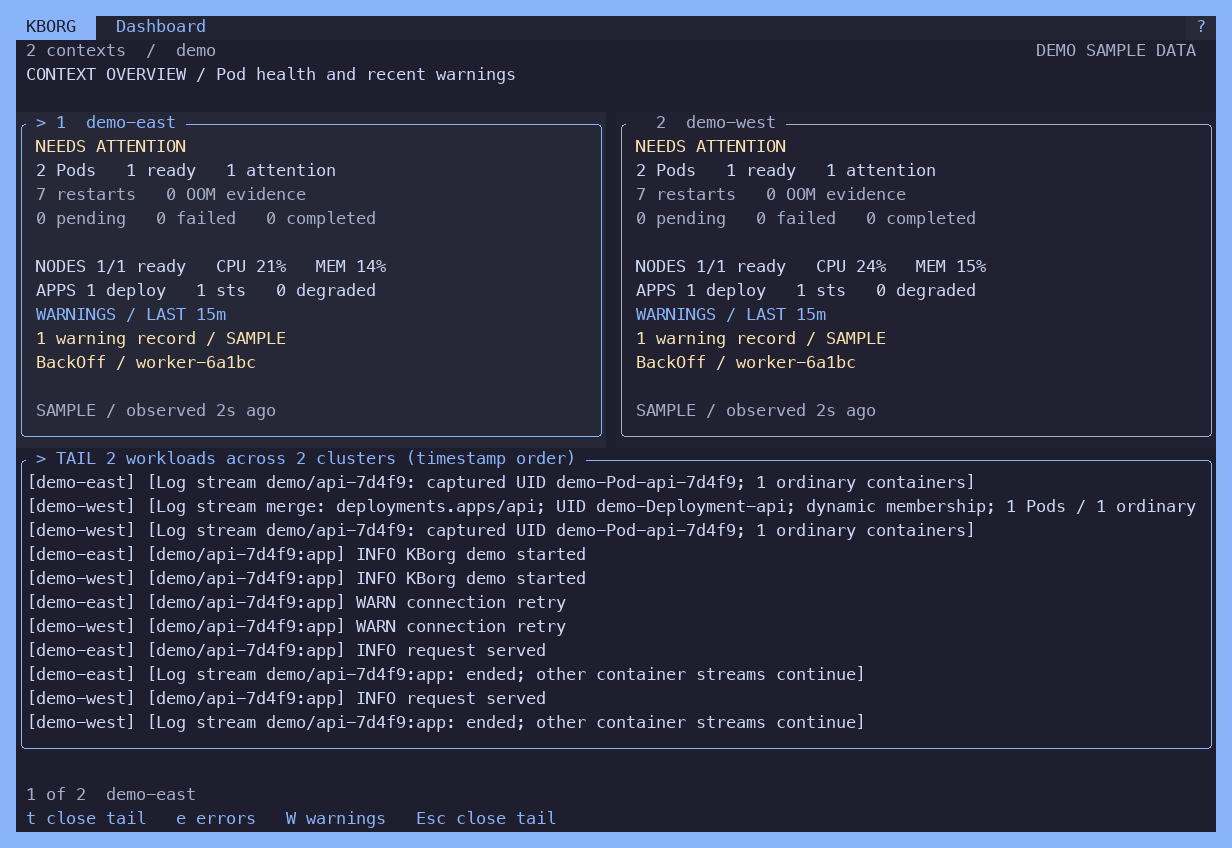 KBORG Dashboard ?
2 contexts / demo DEMO SAMPLE DATA
CONTEXT OVERVIEW / Pod health and recent warnings
> 1 demo-east
NEEDS ATTENTION
2 Pods 1 ready 1 attention
7 restarts 0 OOM evidence
0 pending 0 failed 0 completed
NODES 1/1 ready CPU 21% MEM 14%
APPS 1 deploy 1 sts 0 degraded
WARNINGS / LAST 15m
1 warning record / SAMPLE
BackOff / worker-6a1bc
SAMPLE / observed 2s ago
2 demo-west
NEEDS ATTENTION
2 Pods 1 ready 1 attention
7 restarts 0 OOM evidence
0 pending 0 failed 0 completed
NODES 1/1 ready CPU 24% MEM 15%
APPS 1 deploy 1 sts 0 degraded
WARNINGS / LAST 15m
1 warning record / SAMPLE
BackOff / worker-6a1bc
SAMPLE / observed 2s ago
> TAIL 2 workloads across 2 clusters (timestamp order)
[demo-east] [Log stream demo/api-7d4f9: captured UID demo-Pod-api-7d4f9; 1 ordinary containers]
[demo-west] [Log stream merge: deployments.apps/api; UID demo-Deployment-api; dynamic membership; 1 Pods / 1 ordinary
[demo-west] [Log stream demo/api-7d4f9: captured UID demo-Pod-api-7d4f9; 1 ordinary containers]
[demo-east] [demo/api-7d4f9:app] INFO KBorg demo started
[demo-west] [demo/api-7d4f9:app] INFO KBorg demo started
[demo-east] [demo/api-7d4f9:app] WARN connection retry
[demo-west] [demo/api-7d4f9:app] WARN connection retry
[demo-east] [demo/api-7d4f9:app] INFO request served
[demo-east] [Log stream demo/api-7d4f9:app: ended; other container streams continue]
[demo-west] [demo/api-7d4f9:app] INFO request served
[demo-west] [Log stream demo/api-7d4f9:app: ended; other container streams continue]
1 of 2 demo-east
t close tail e errors W warnings Esc close tail